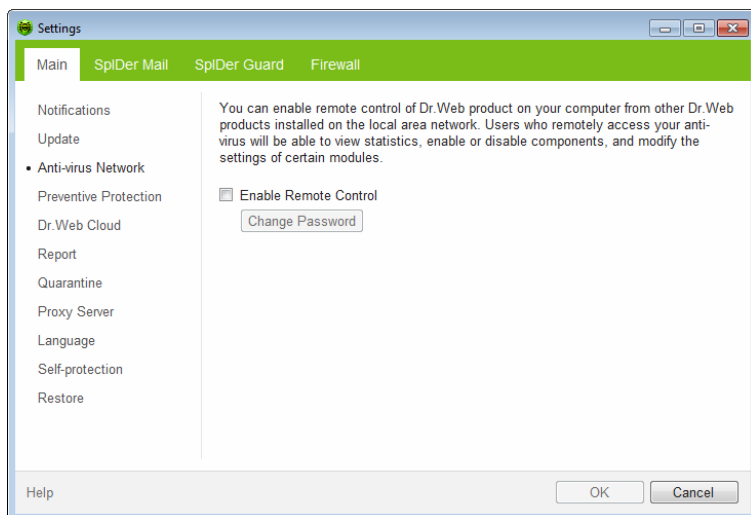 Settings
Main SpIDer Mail SpIDer Guard Firewall
Notifications
Update
Anti-virus Network
Preventive Protection
Dr.Web Cloud
Report
Quarantine
Proxy Server
Language
Self-protection
Restore
You can enable remote control of Dr.Web product on your computer from other Dr.Web
products installed on the local area network. Users who remotely access your anti-
virus will be able to view statistics, enable or disable components, and modify the
settings of certain modules.
Enable Remote Control
Change Password
Help OK Cancel